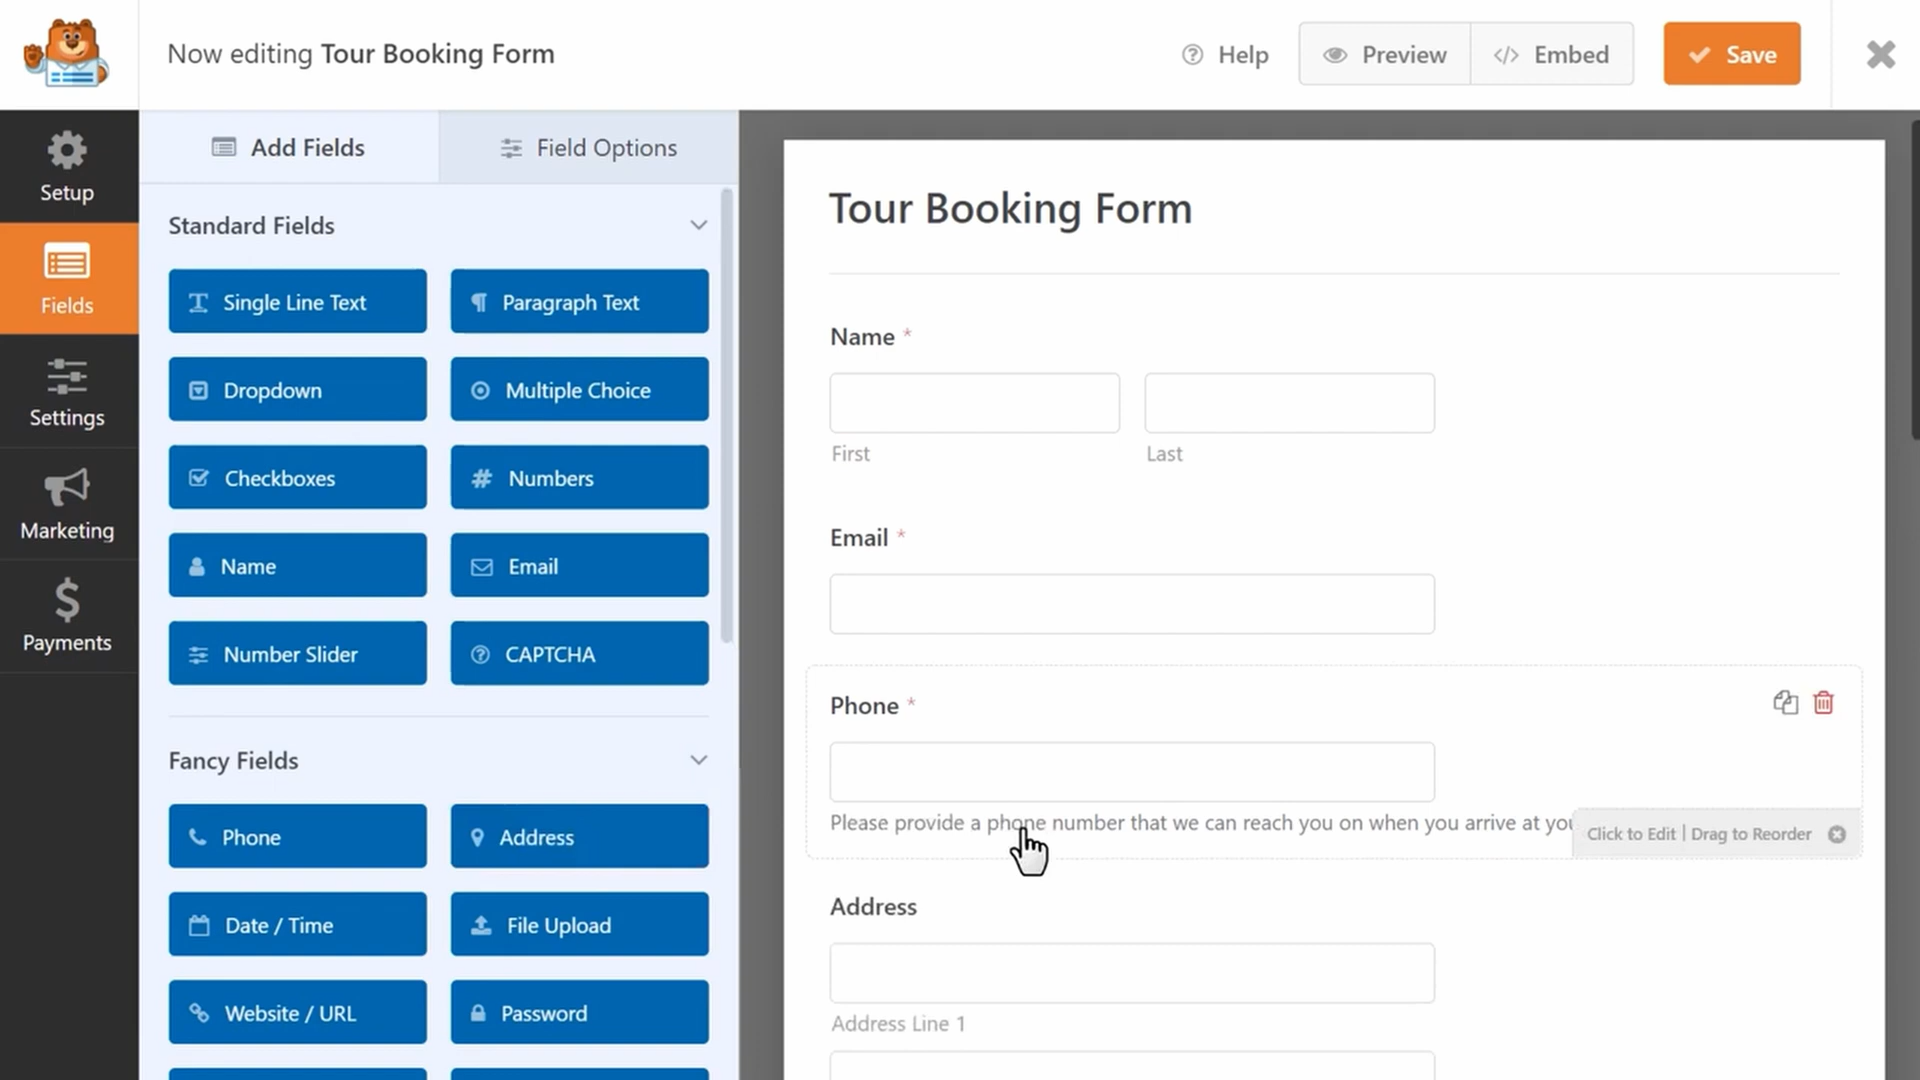 Now editing Tour Booking Form
Help
Preview
Embed
Save
Setup
Fields
Settings
Marketing
Payments
Add Fields
Field Options
Standard Fields
Single Line Text
Paragraph Text
Dropdown
Multiple Choice
Checkboxes
Numbers
Name
Email
Number Slider
CAPTCHA
Fancy Fields
Phone
Address
Date / Time
File Upload
Website / URL
Password
Tour Booking Form
Name *
First
Last
Email *
Phone *
Please provide a phone number that we can reach you on when you arrive at
Click to Edit | Drag to Reorder
Address
Address Line 1